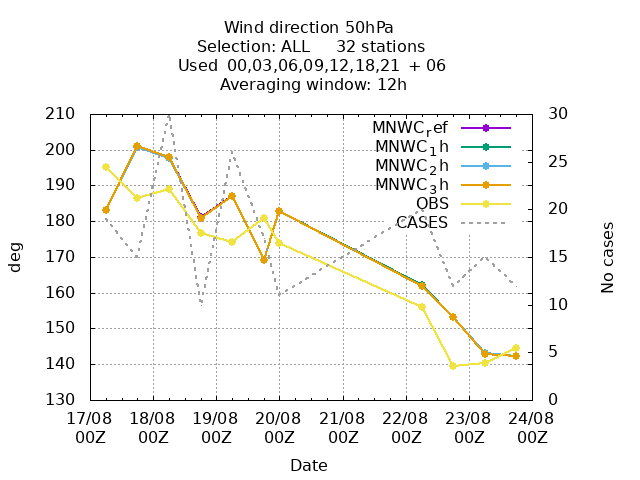 Wind direction 50hPa
Selection: ALL 32 stations
Used 00,03,06,09,12,18,21 + 06
Averaging window: 12h
210
200
190
180
170
160
150
140
130
deg
30
25
20
15
10
5
0
No cases
MNWC_ref
MNWC_1h
MNWC_2h
MNWC_3h
OBS
CASES
17/08 18/08 19/08 20/08 21/08 22/08 23/08 24/08
00Z 00Z 00Z 00Z 00Z 00Z 00Z 00Z
Date